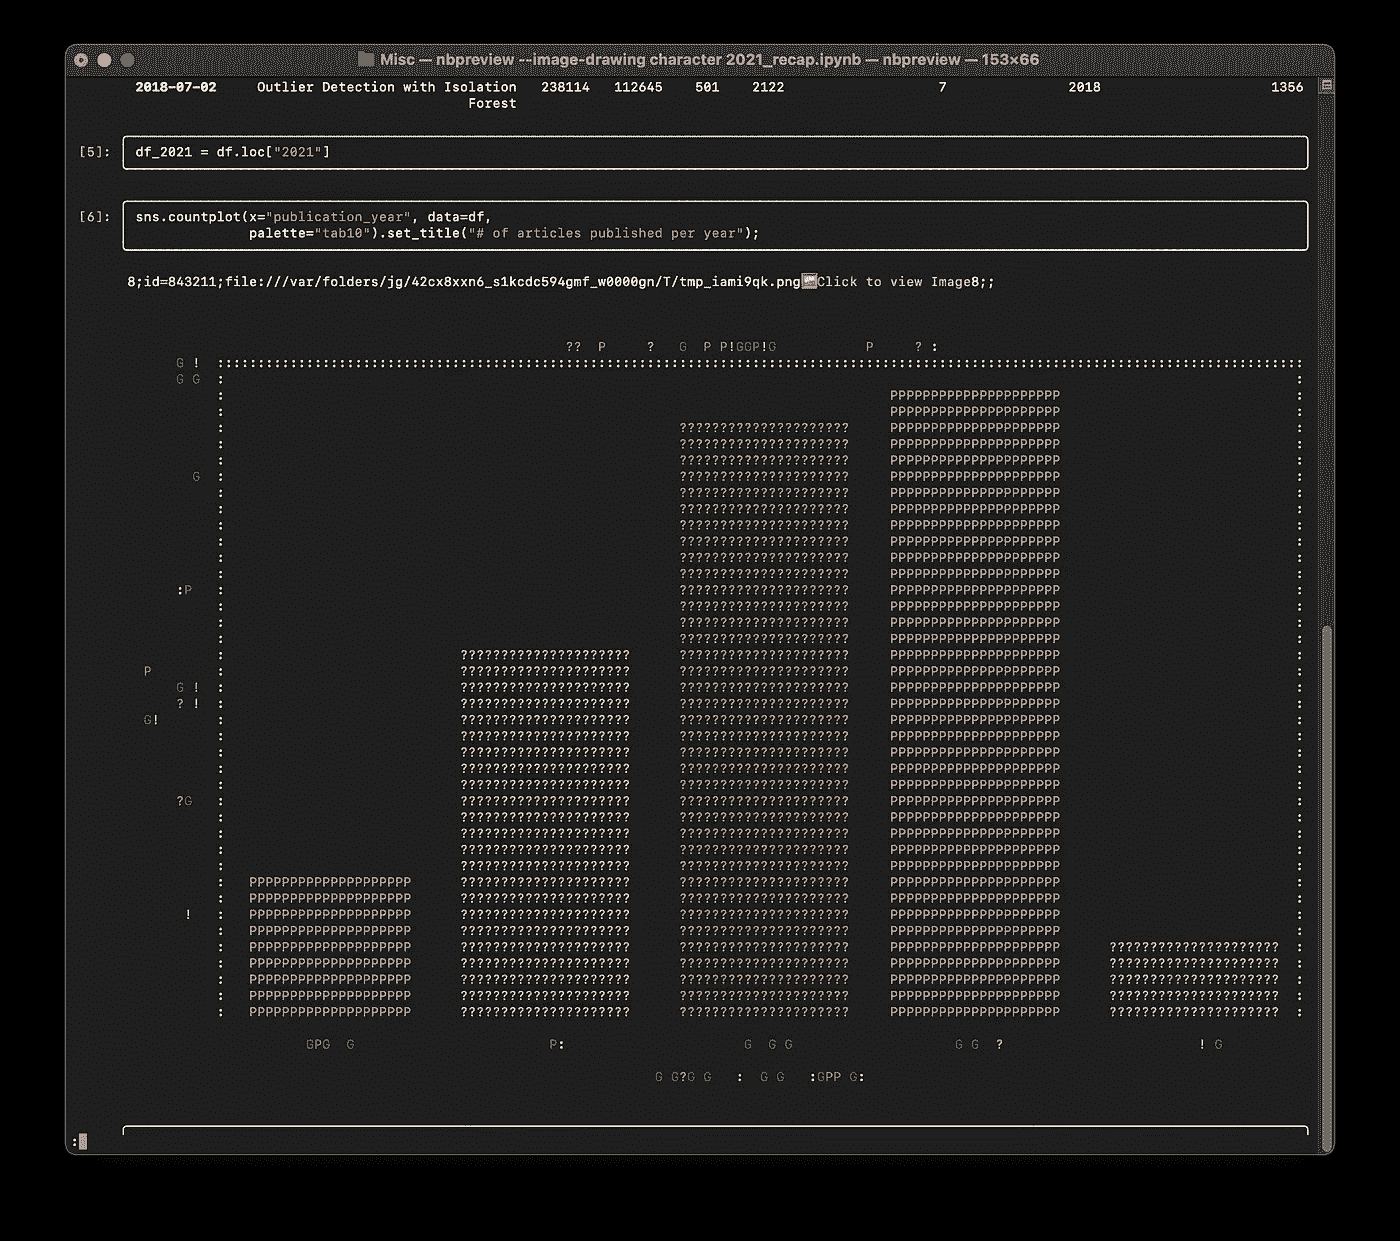 Misc — nbpreview --image-drawing character 2021_recap.ipynb — nbpreview — 153×66
2018-07-02 Outlier Detection with Isolation 238114 112645 501 2122 7 2018 1356
Forest
[5]: df_2021 = df.loc["2021"]
[6]: sns.countplot(x="publication_year", data=df,
palette="tab10").set_title("# of articles published per year");
8;id=843211;file:///var/folders/jg/42cx8xxn6_s1kcdc594gmf_w0000gn/T/tmp_iami9qk.png Click to view Image8;;
?? P ? G P P!GGP!G P ? :
G !
G G
G
:P
P
G !
? !
G!
?G
!
GPG G P: G G G G G ? ! G
G G?G G : G G :GPP G:
: